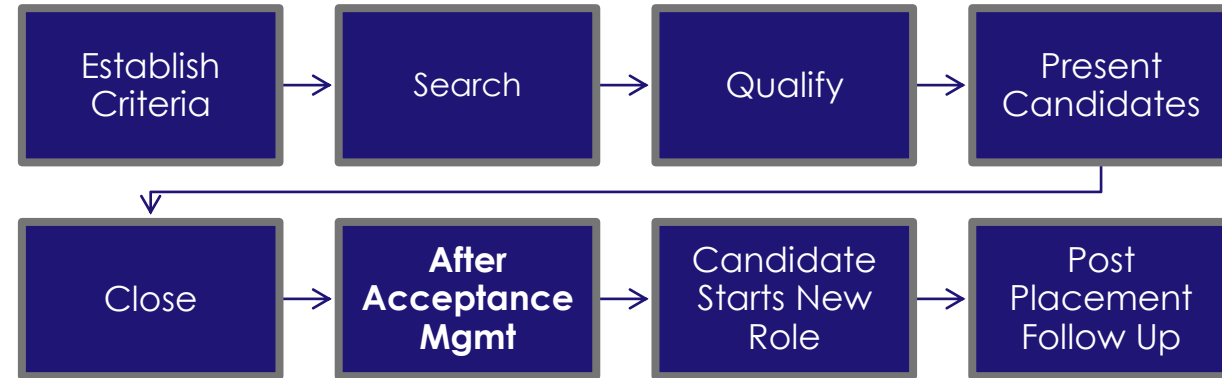 Establish
Criteria
Search
Qualify
Present
Candidates
Close
After
Acceptance
Mgmt
Candidate
Starts New
Role
Post
Placement
Follow Up